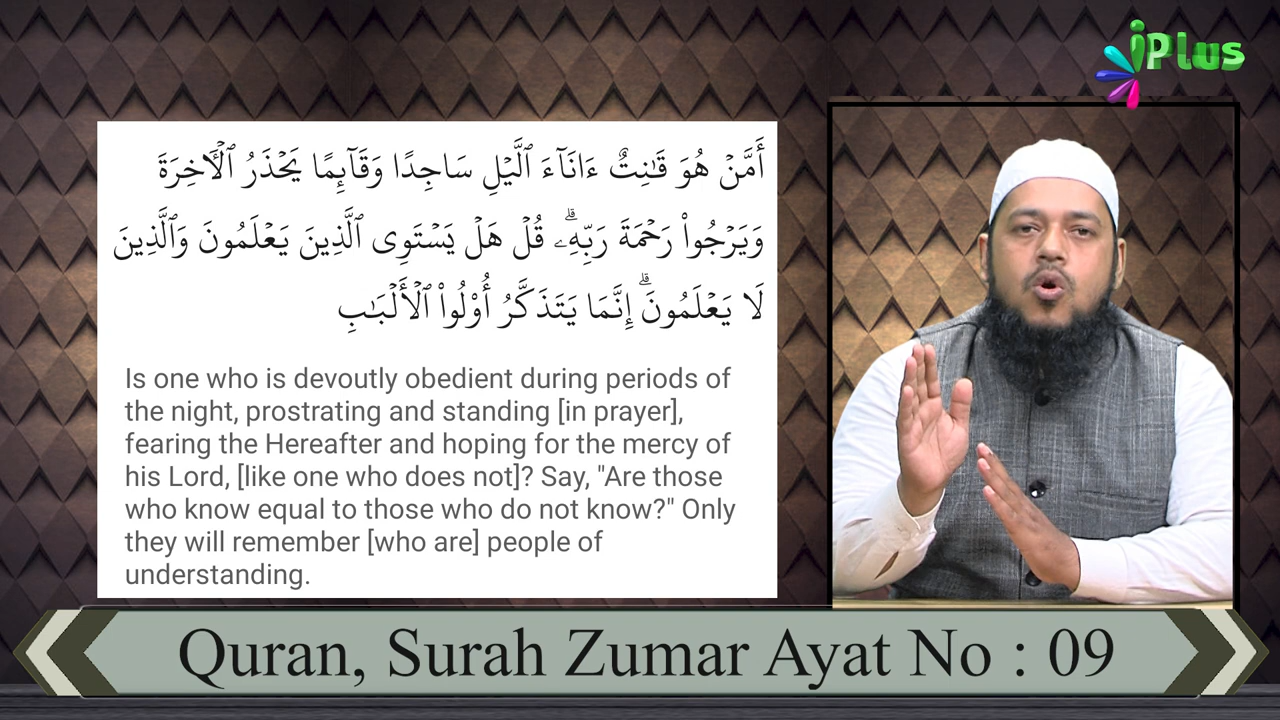 iPlus
أَمَّنْ هُوَ قَـٰنِتٌ ءَانَآءَ ٱلَّيْلِ سَاجِدًا وَقَآئِمًا يَحْذَرُ ٱلْـَٔاخِرَةَ
وَيَرْجُوا۟ رَحْمَةَ رَبِّهِۦ ۗ قُلْ هَلْ يَسْتَوِى ٱلَّذِينَ يَعْلَمُونَ وَٱلَّذِينَ
لَا يَعْلَمُونَ ۗ إِنَّمَا يَتَذَكَّرُ أُو۟لُوا۟ ٱلْأَلْبَـٰبِ
Is one who is devoutly obedient during periods of
the night, prostrating and standing [in prayer],
fearing the Hereafter and hoping for the mercy of
his Lord, [like one who does not]? Say, "Are those
who know equal to those who do not know?" Only
they will remember [who are] people of
understanding.
Quran, Surah Zumar Ayat No : 09